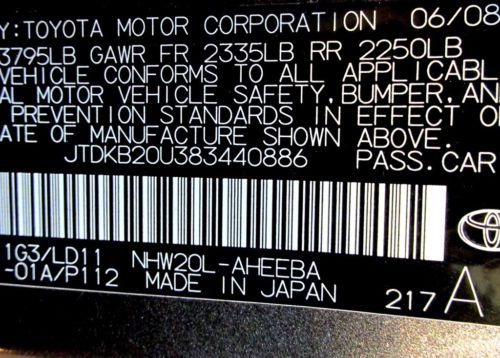 Y: TOYOTA MOTOR CORPORATION 06/08
3795LB GAWR FR 2335LB RR 2250LB
VEHICLE CONFORMS TO ALL APPLICABL
AL MOTOR VEHICLE SAFETY, BUMPER, AND
PREVENTION STANDARDS IN EFFECT O
ATE OF MANUFACTURE SHOWN ABOVE.
JTDKB20U383440886 PASS.CAR
1G3/LD11 NHW20L-AHEEBA
-01A/P112 MADE IN JAPAN 217A